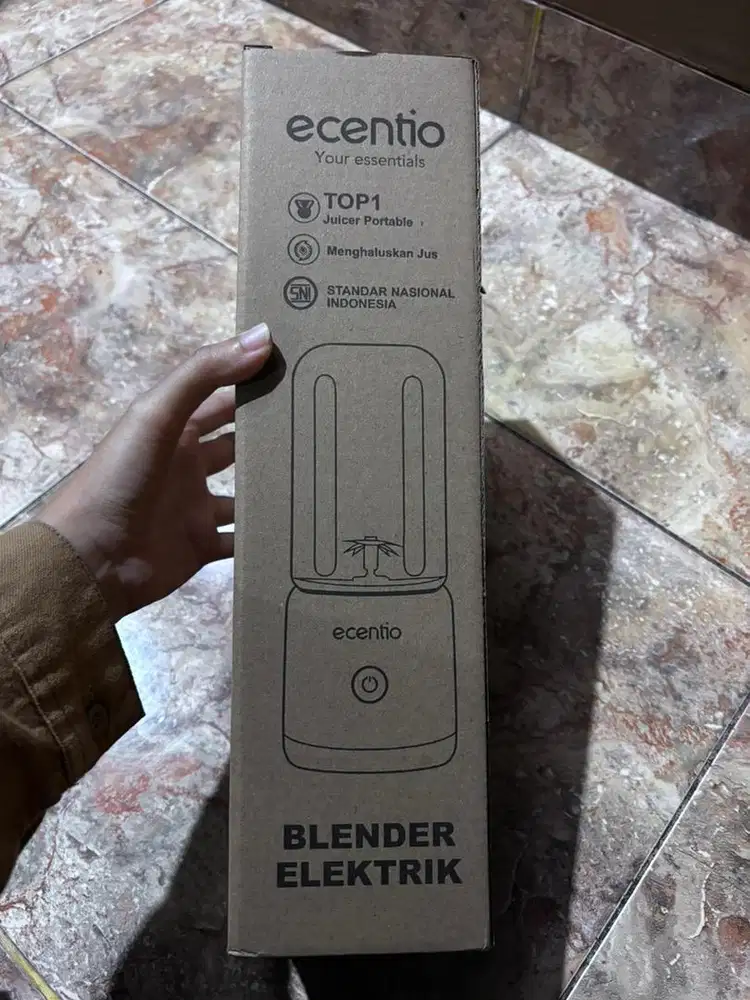 ecentio
Your essentials
TOP1
Juicer Portable
Menghaluskan Jus
SNI
STANDAR NASIONAL
INDONESIA
ecentio
BLENDER
ELEKTRIK